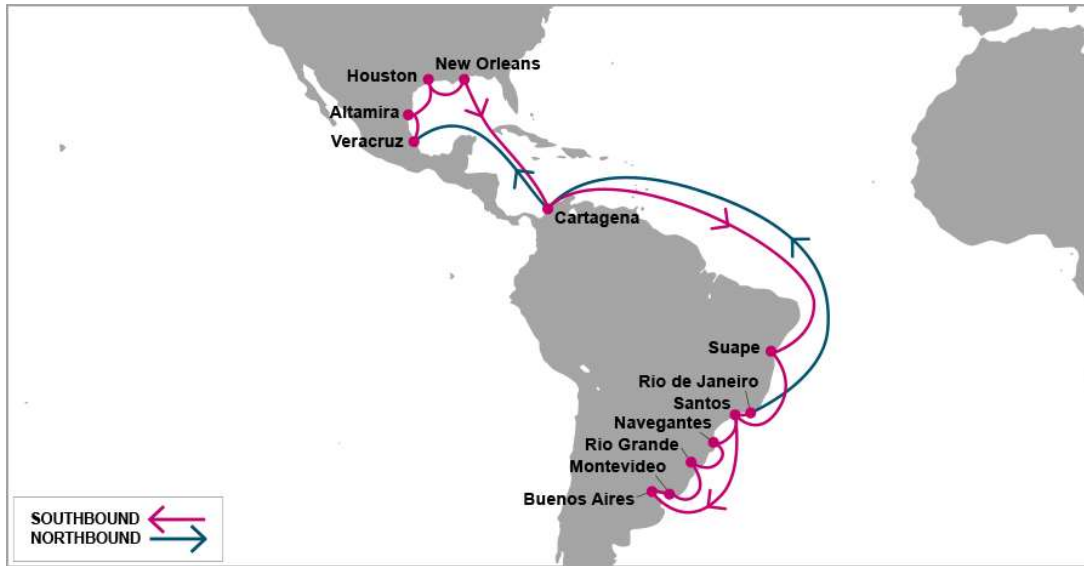 New Orleans
Houston
Altamira
Veracruz
Cartagena
Suape
Rio de Janeiro
Santos
Navegantes
Rio Grande
Montevideo
Buenos Aires
SOUTHBOUND
NORTHBOUND